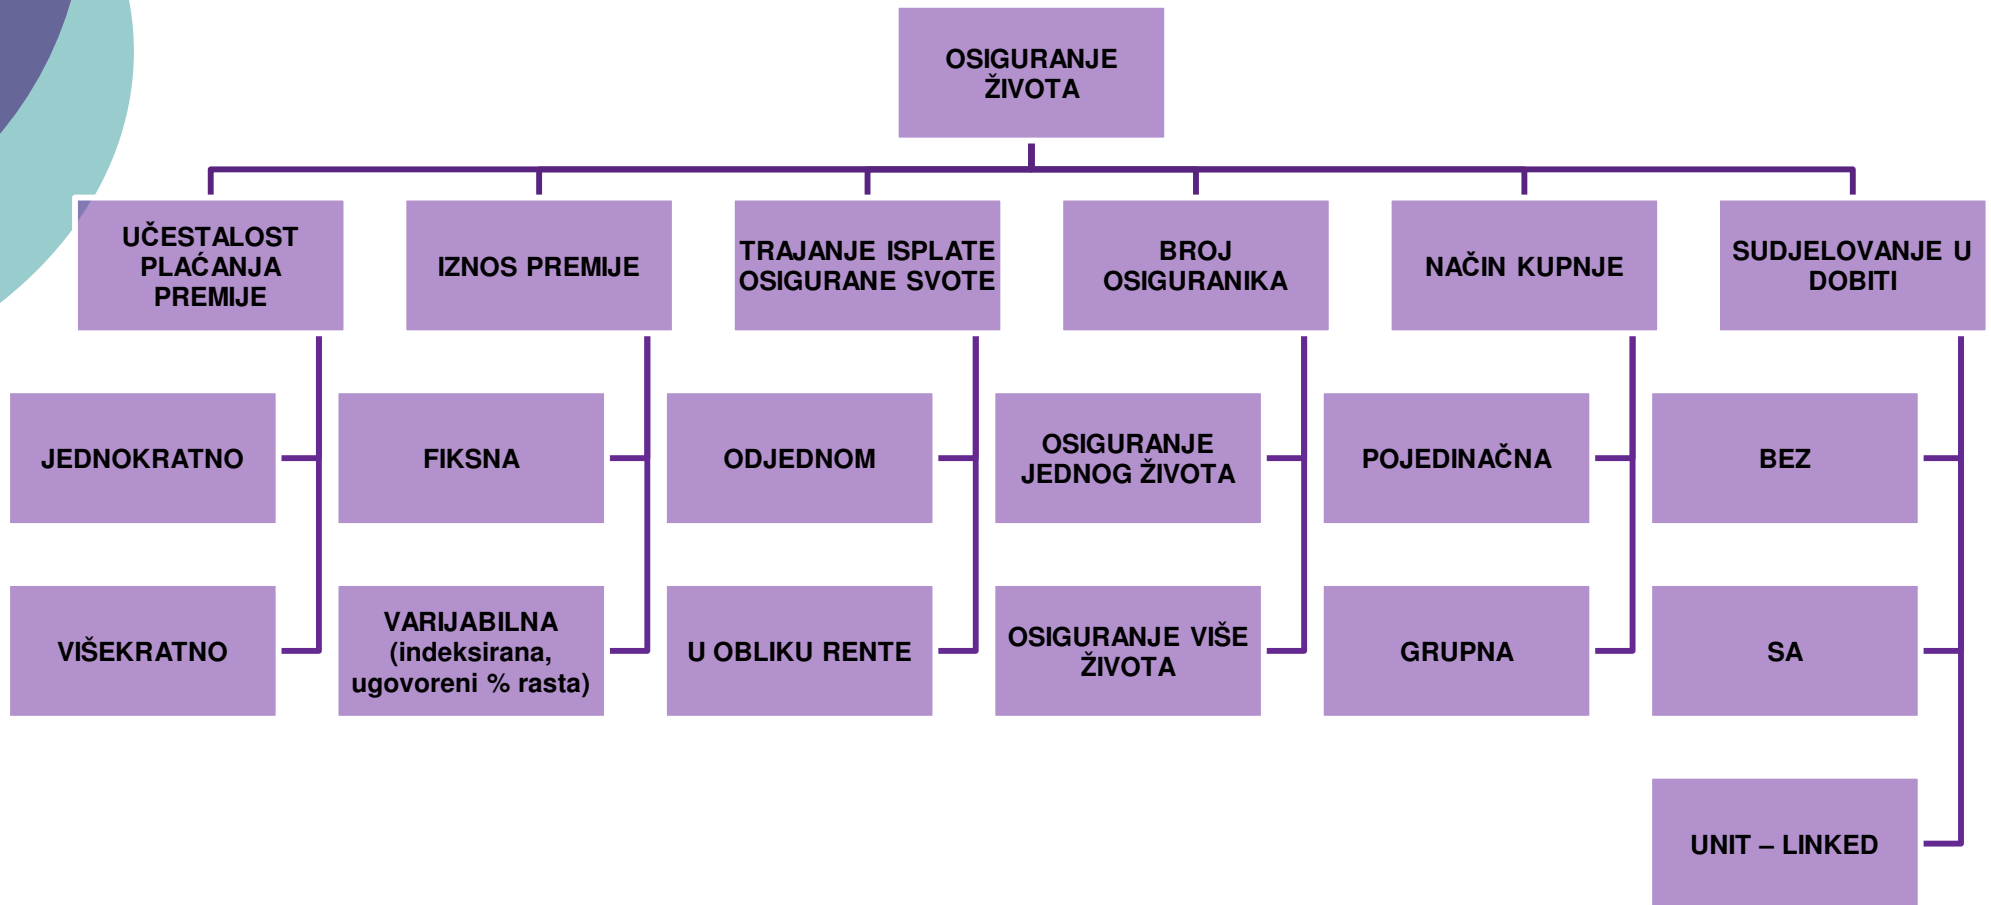 OSIGURANJE
ŽIVOTA
UČESTALOST
PLAĆANJA
PREMIJE
IZNOS PREMIJE
TRAJANJE ISPLATE
OSIGURANE SVOTE
BROJ
OSIGURANIKA
NAČIN KUPNJE
SUDJELOVANJE U
DOBITI
JEDNOKRATNO
FIKSNA
ODJEDNOM
OSIGURANJE
JEDNOG ŽIVOTA
POJEDINAČNA
BEZ
VIŠEKRATNO
VARIJABILNA
(indeksirana,
ugovoreni % rasta)
U OBLIKU RENTE
OSIGURANJE VIŠE
ŽIVOTA
GRUPNA
SA
UNIT – LINKED